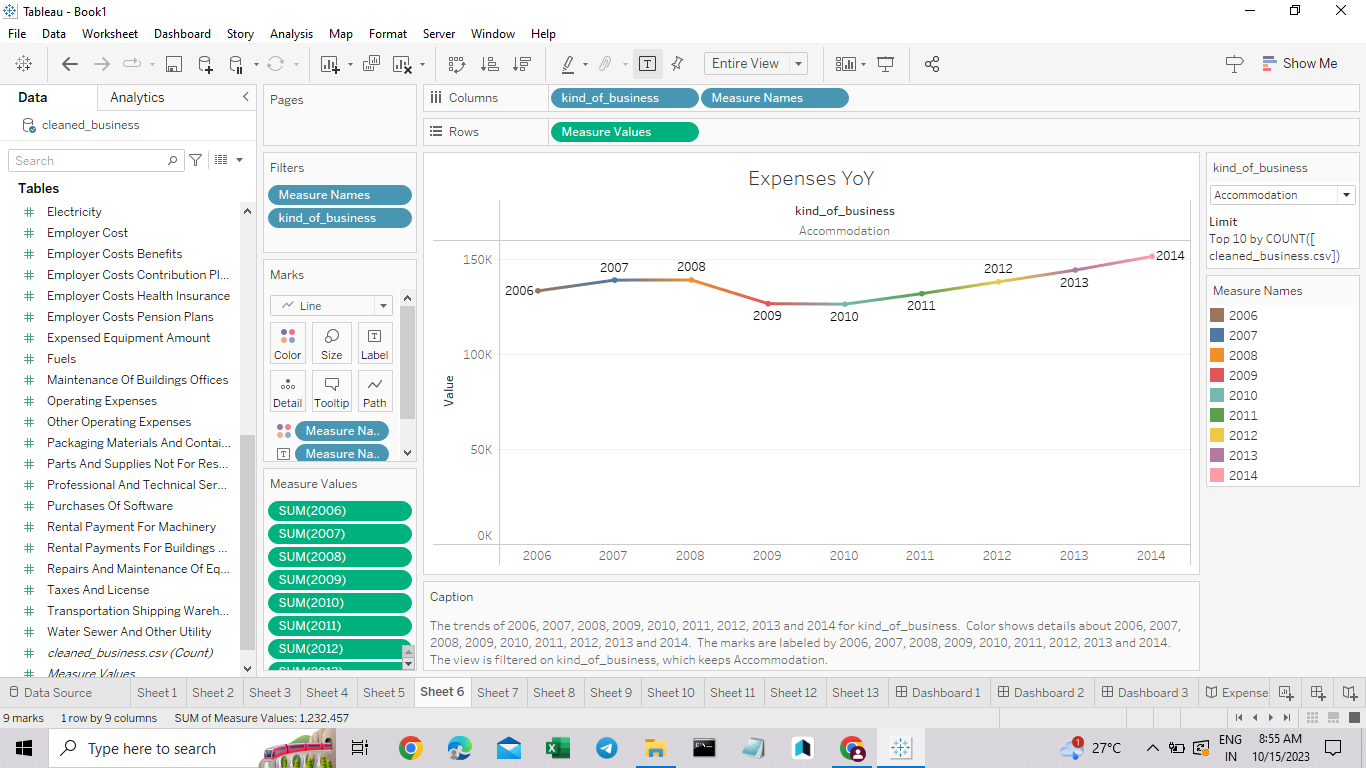 Tableau - Book1
File Data Worksheet Dashboard Story Analysis Map Format Server Window Help
Entire View
Show Me
Data Analytics
cleaned_business
Search
Tables
Electricity
Employer Cost
Employer Costs Benefits
Employer Costs Contribution Pl...
Employer Costs Health Insurance
Employer Costs Pension Plans
Expensed Equipment Amount
Fuels
Maintenance Of Buildings Offices
Operating Expenses
Other Operating Expenses
Packaging Materials And Contai...
Parts And Supplies Not For Res...
Professional And Technical Ser...
Purchases Of Software
Rental Payment For Machinery
Rental Payments For Buildings ...
Repairs And Maintenance Of Eq...
Taxes And License
Transportation Shipping Wareh...
Water Sewer And Other Utility
cleaned_business.csv (Count)
Measure Values
Pages
Filters
Measure Names
kind_of_business
Marks
Line
Color Size Label
Detail Tooltip Path
Measure Na..
Measure Na..
Measure Values
SUM(2006)
SUM(2007)
SUM(2008)
SUM(2009)
SUM(2010)
SUM(2011)
SUM(2012)
SUM(2013)
Columns kind_of_business Measure Names
Rows Measure Values
Expenses YoY
kind_of_business
Accommodation
150K
100K
50K
0K
Value
2006
2007
2008
2009
2010
2011
2012
2013
2014
2006 2007 2008 2009 2010 2011 2012 2013 2014
Caption
The trends of 2006, 2007, 2008, 2009, 2010, 2011, 2012, 2013 and 2014 for kind_of_business. Color shows details about 2006, 2007,
2008, 2009, 2010, 2011, 2012, 2013 and 2014. The marks are labeled by 2006, 2007, 2008, 2009, 2010, 2011, 2012, 2013 and 2014.
The view is filtered on kind_of_business, which keeps Accommodation.
kind_of_business
Accommodation
Limit
Top 10 by COUNT([
cleaned_business.csv])
Measure Names
2006
2007
2008
2009
2010
2011
2012
2013
2014
Data Source Sheet 1 Sheet 2 Sheet 3 Sheet 4 Sheet 5 Sheet 6 Sheet 7 Sheet 8 Sheet 9 Sheet 10 Sheet 11 Sheet 12 Sheet 13 Dashboard 1 Dashboard 2 Dashboard 3 Expense
9 marks 1 row by 9 columns SUM of Measure Values: 1,232,457
Type here to search
1
27°C
ENG
IN
8:55 AM
10/15/2023